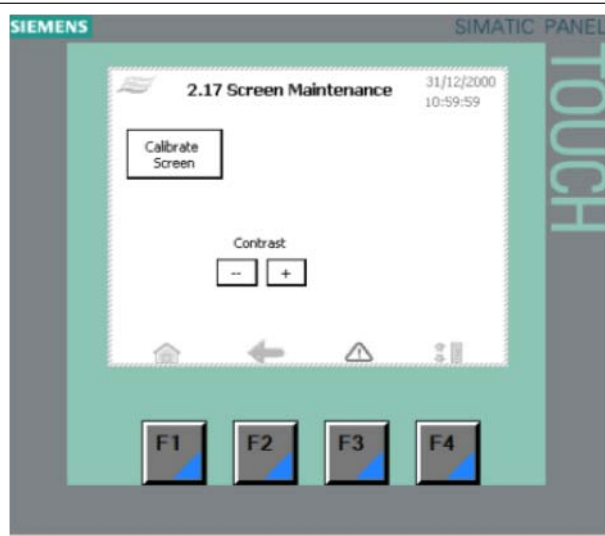 SIEMENS
SIMATIC PANEL
TOUCH
2.17 Screen Maintenance
31/12/2000
10:59:59
Calibrate
Screen
Contrast
-- +
F1 F2 F3 F4